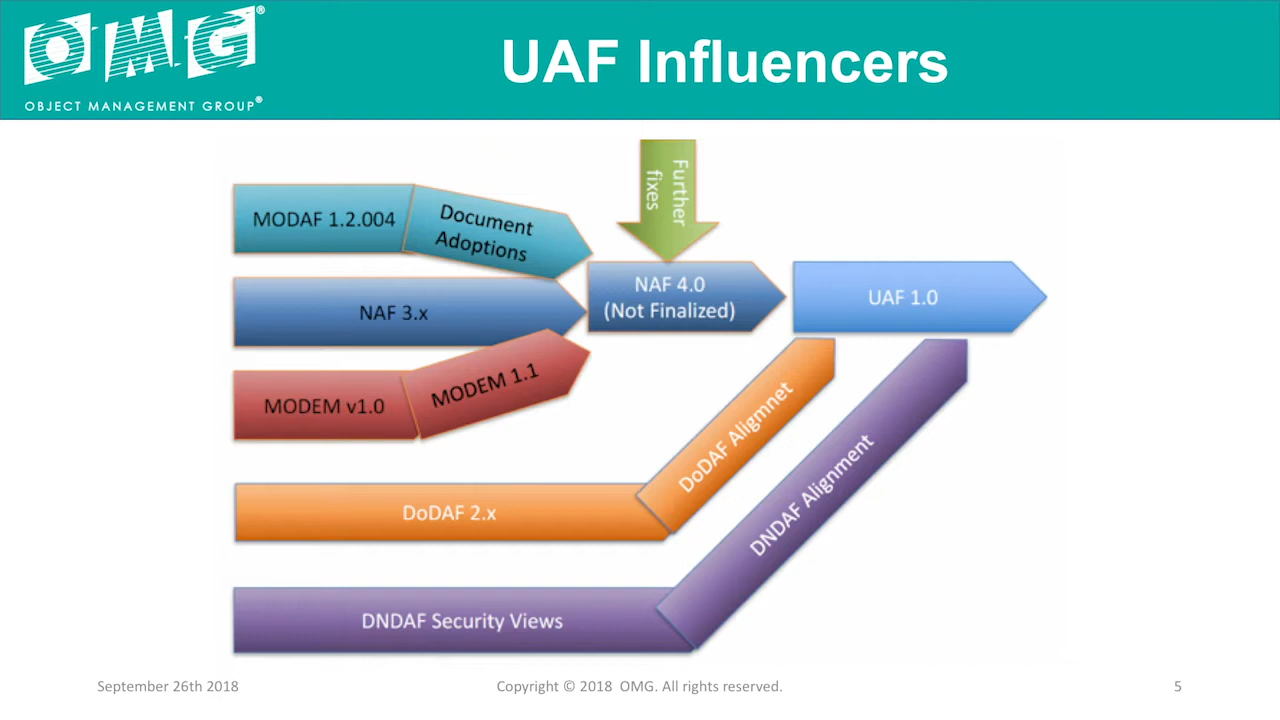 OMG®
OBJECT MANAGEMENT GROUP®
UAF Influencers
Further
fixes
MODAF 1.2.004
Document
Adoptions
NAF 3.x
NAF 4.0
(Not Finalized)
UAF 1.0
MODEM v1.0
MODEM 1.1
DoDAF 2.x
DoDAF Aligmnet
DNDAF Security Views
DNDAF Alignment
September 26th 2018
Copyright © 2018 OMG. All rights reserved.
5